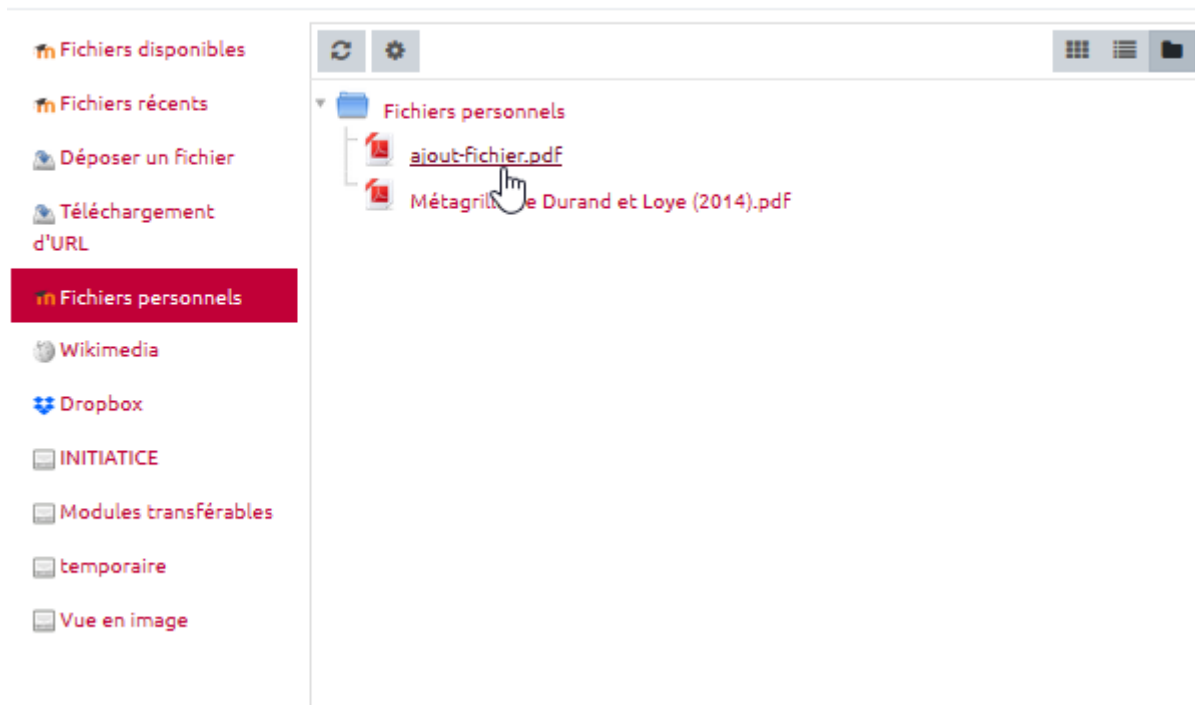 Fichiers disponibles
Fichiers récents
Déposer un fichier
Téléchargement
d'URL
Fichiers personnels
Wikimedia
Dropbox
INITIATICE
Modules transférables
temporaire
Vue en image
Fichiers personnels
ajout-fichier.pdf
Durand et Loye (2014).pdf